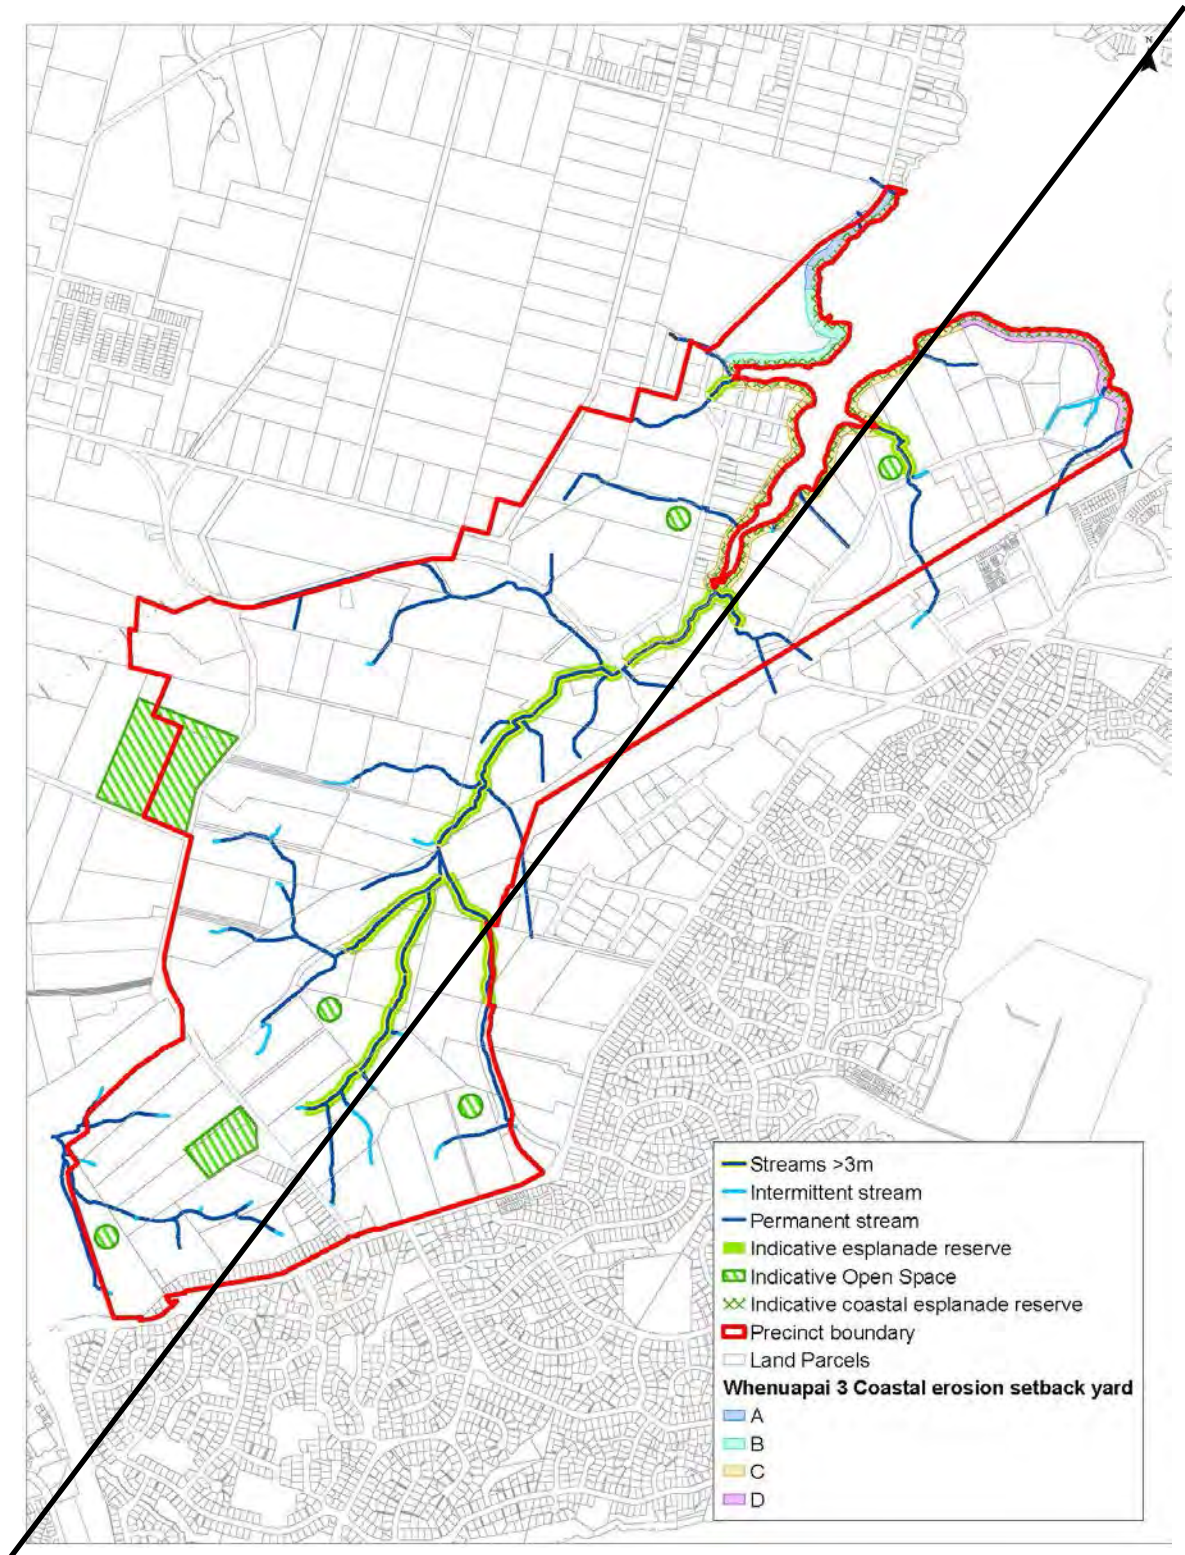 N
Streams >3m
Intermittent stream
Permanent stream
Indicative esplanade reserve
Indicative Open Space
Indicative coastal esplanade reserve
Precinct boundary
Land Parcels
Whenuapai 3 Coastal erosion setback yard
A
B
C
D